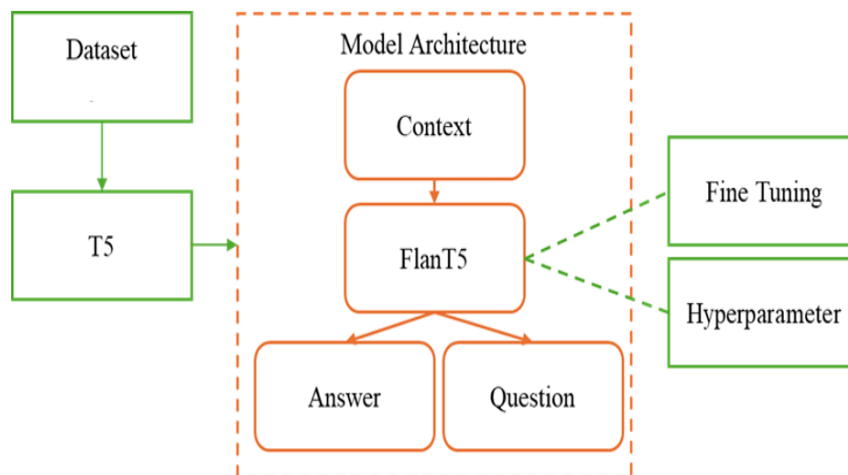 Dataset
T5
Model Architecture
Context
FlanT5
Answer
Question
Fine Tuning
Hyperparameter